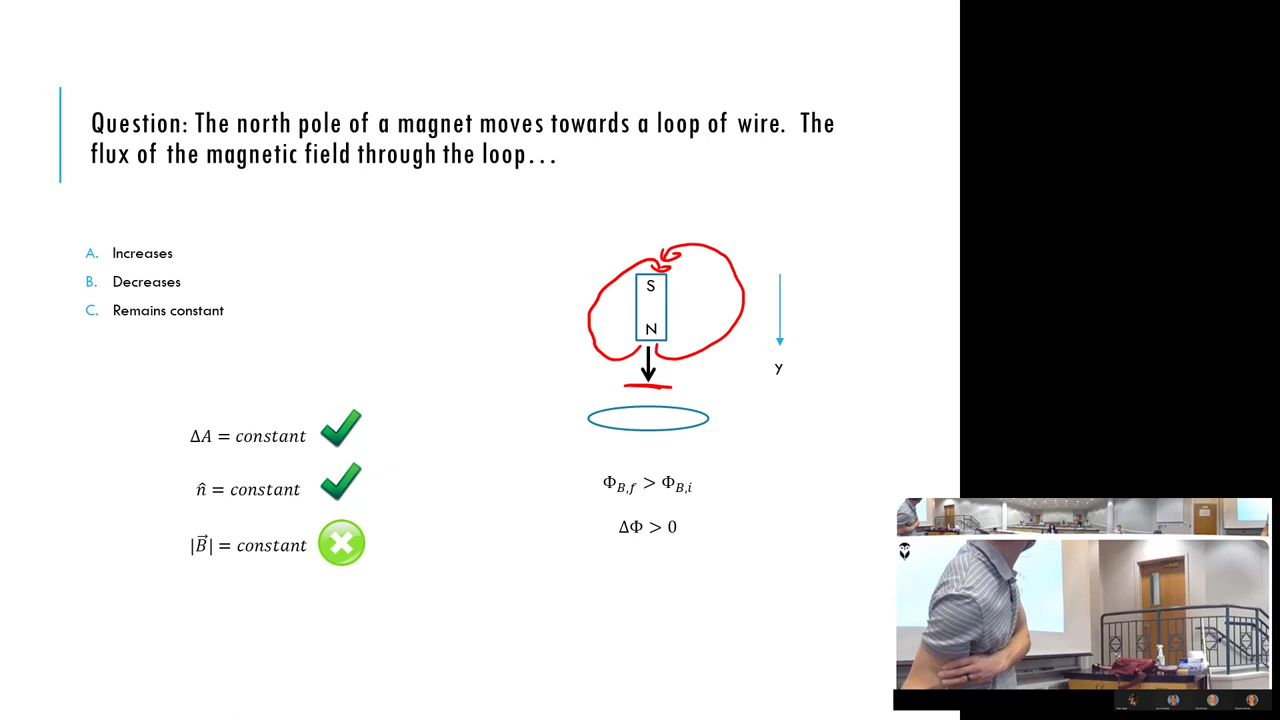 Question: The north pole of a magnet moves towards a loop of wire. The
flux of the magnetic field through the loop...
A. Increases
B. Decreases
C. Remains constant
S
N
y
ΔA = constant
n̂ = constant
|B⃗| = constant
Φ_{B,f} > Φ_{B,i}
ΔΦ > 0